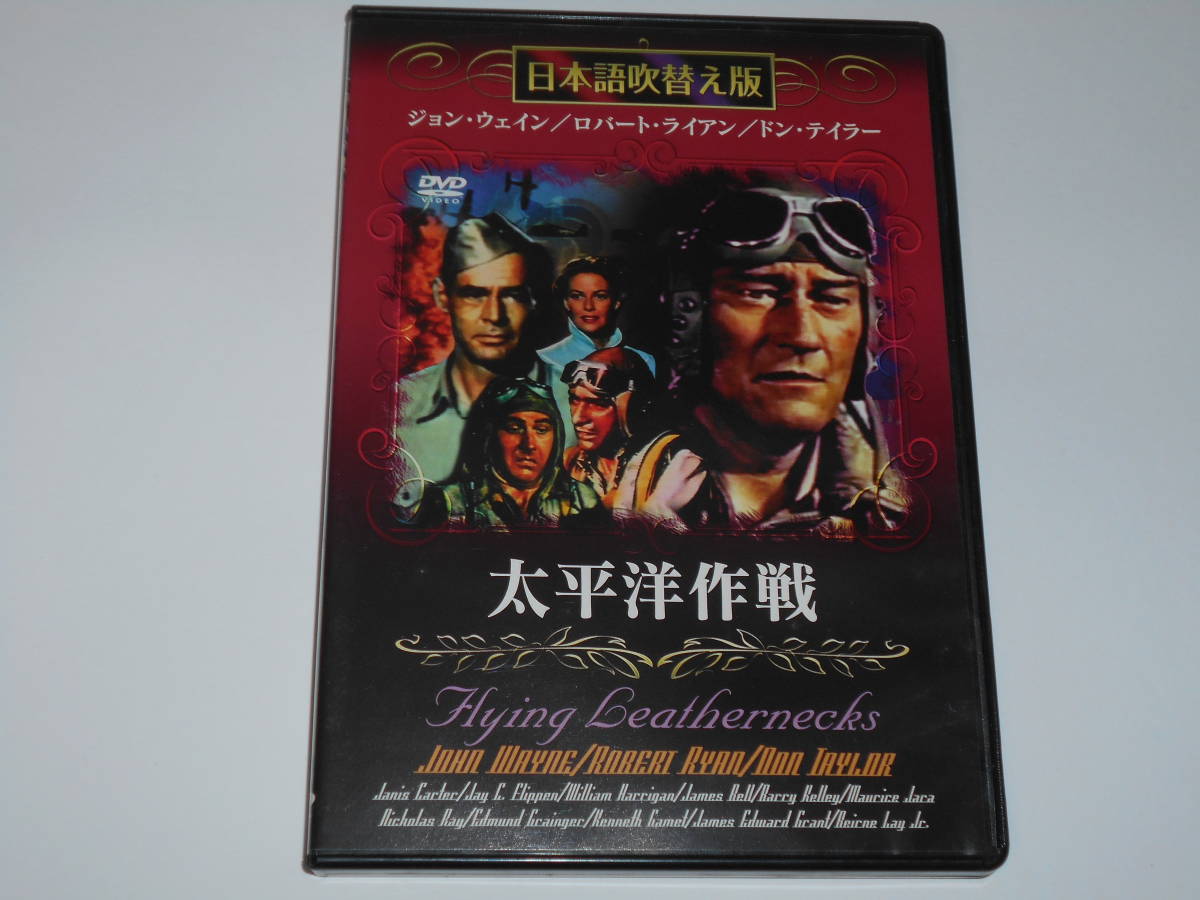 日本語吹替え版
ジョン・ウェイン/ロバート・ライアン/ドン・テイラー
DVD
VIDEO
太平洋作戦
Flying Leathernecks
JOHN WAYNE/ROBERT RYAN/DON TAYLOR
Janis Carter/Jay C. Flippen/William Harrigan/James Bell/Barry Kelley/Maurice Jara
Nicholas Ray/Edmund Grainger/Kenneth Gamet/James Edward Grant/Beirne Lay Jr.